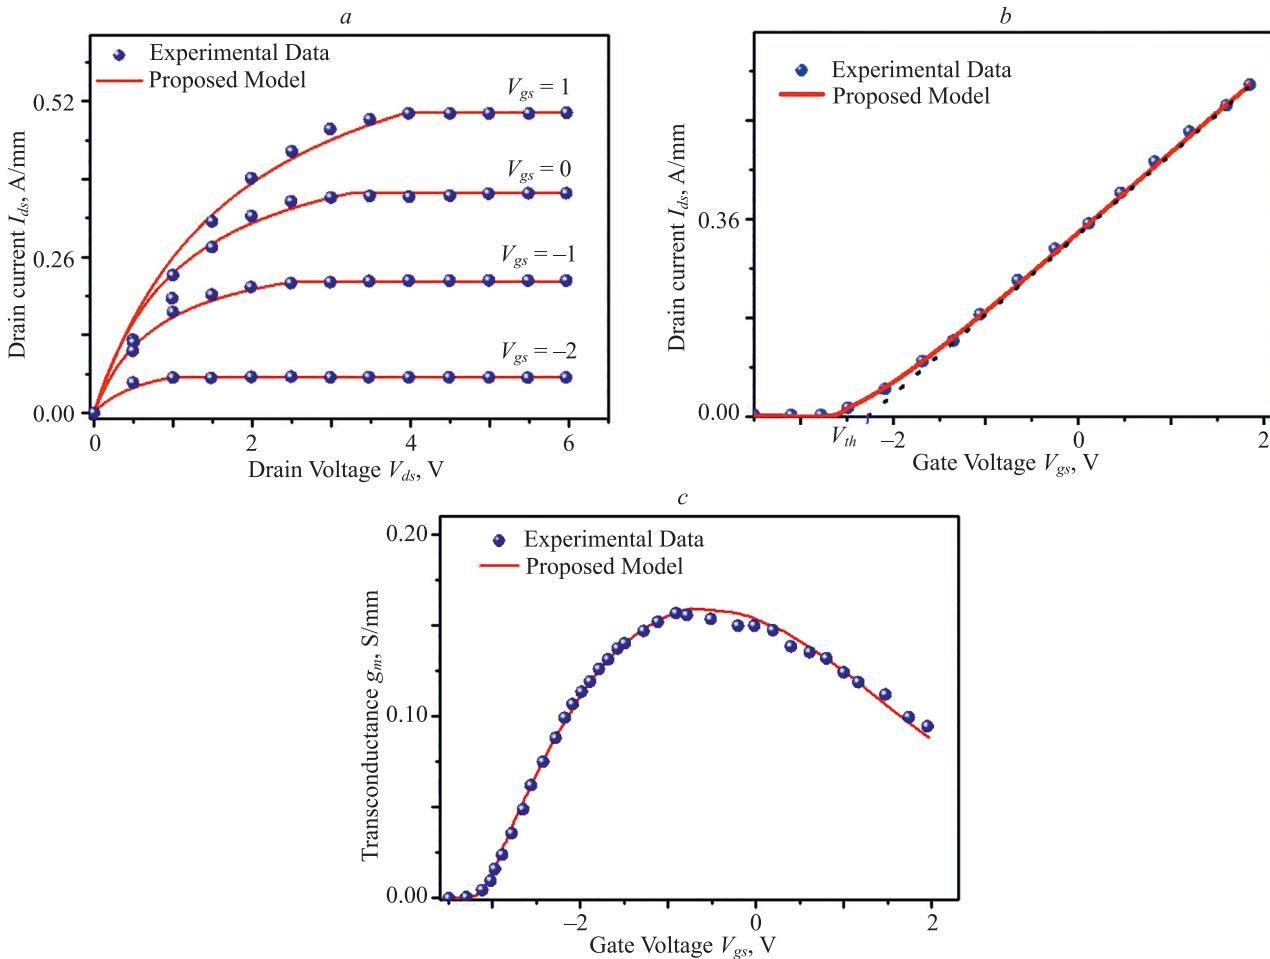 a
Experimental Data
Proposed Model
V_gs = 1
V_gs = 0
V_gs = –1
V_gs = –2
0.52
0.26
0.00
Drain current I_ds, A/mm
0
2
4
6
Drain Voltage V_ds, V
b
Experimental Data
Proposed Model
0.36
0.00
Drain current I_ds, A/mm
V_th
–2
0
2
Gate Voltage V_gs, V
c
Experimental Data
Proposed Model
0.20
0.10
0.00
Transconductance g_m, S/mm
–2
0
2
Gate Voltage V_gs, V